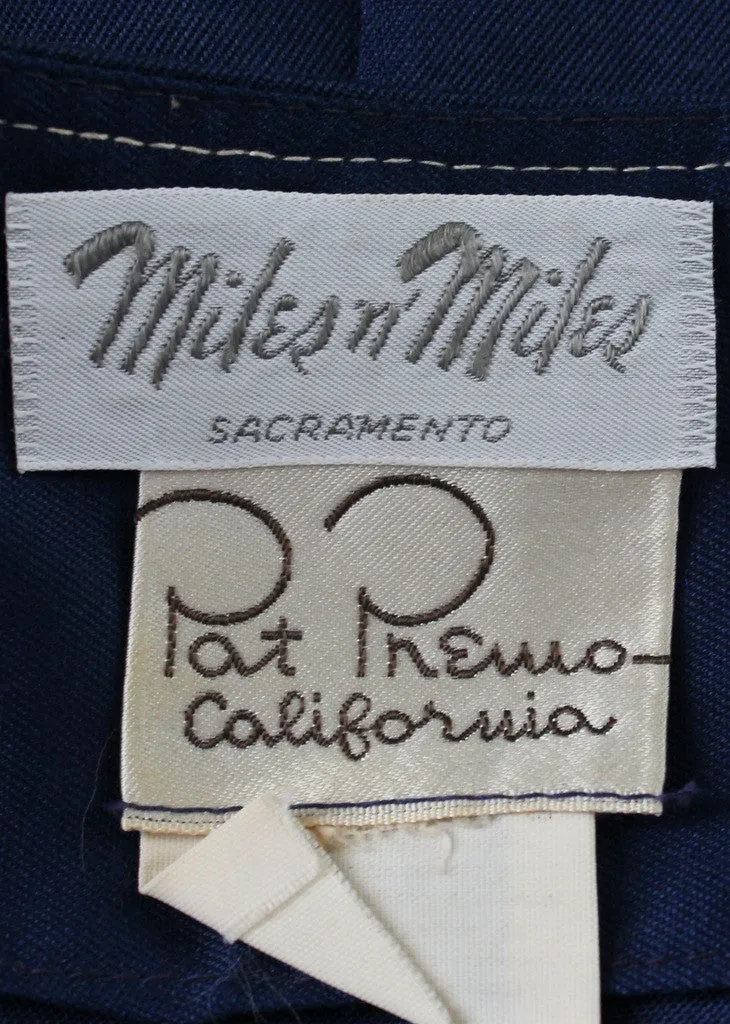 Miles 'n' Miles
SACRAMENTO
Pat Premo-
California